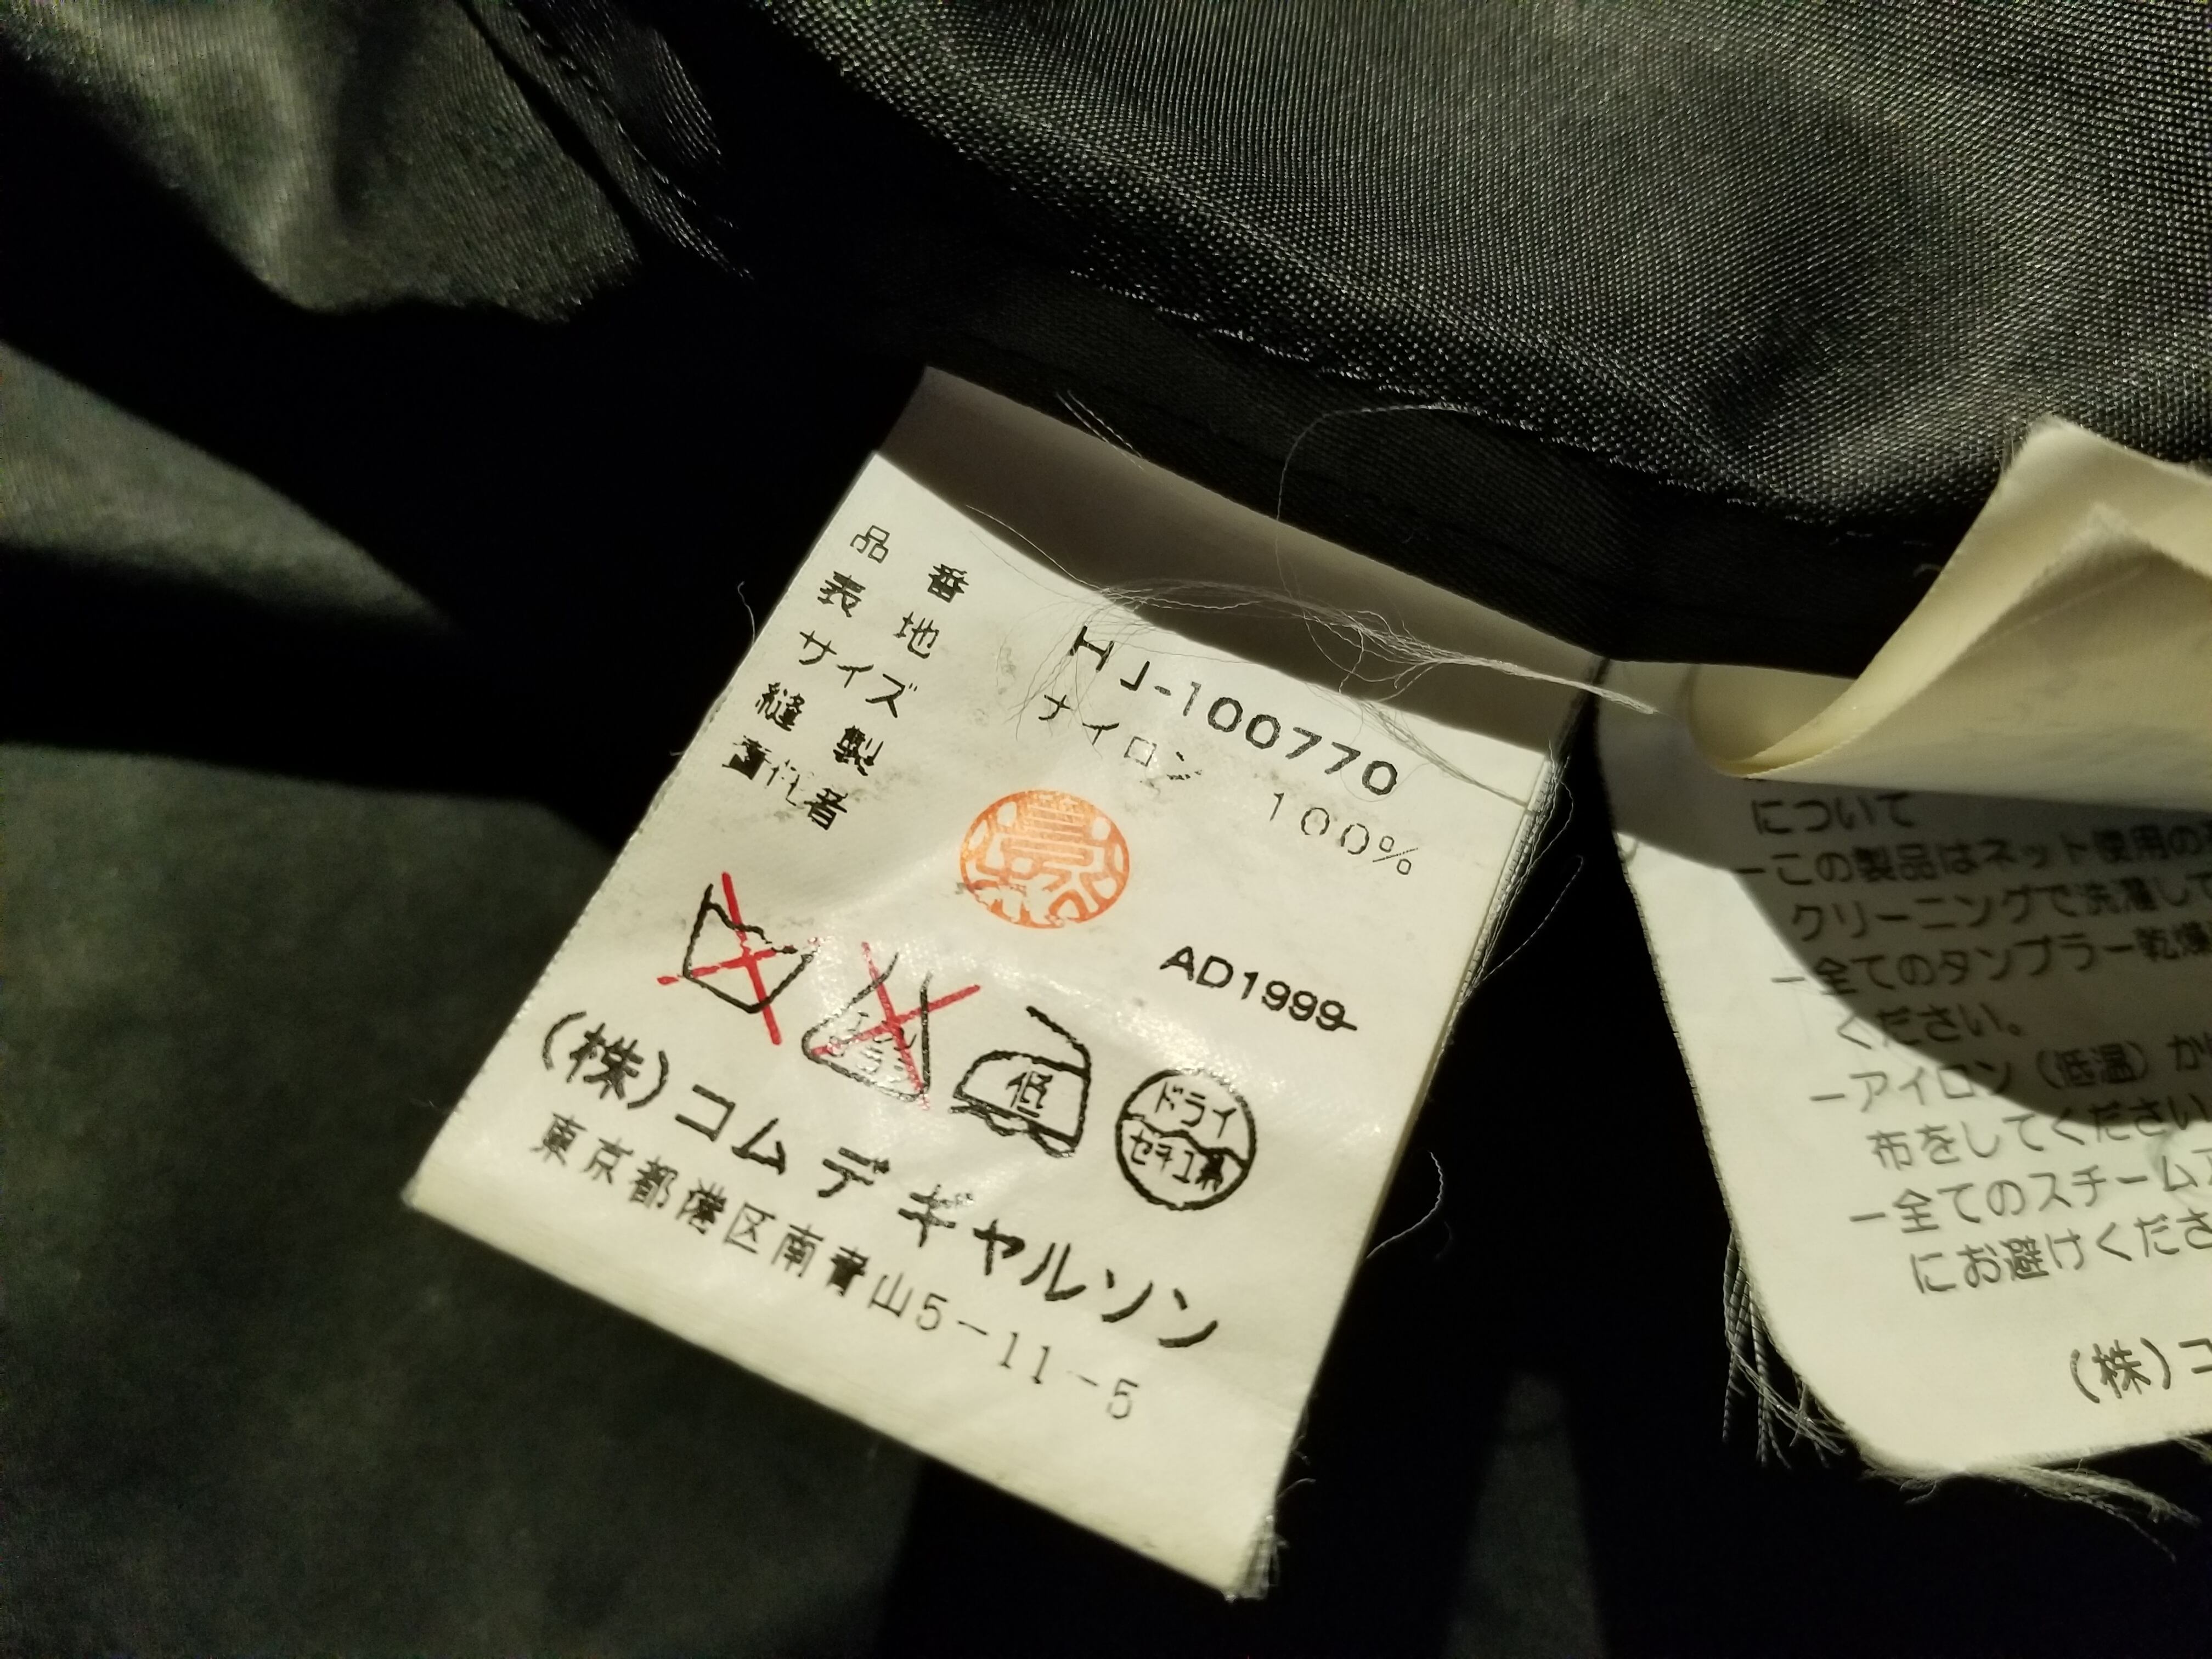 品番 HJ-100770
表地 ナイロン 100%
サイズ
縫製
責任者
AD1999
低
ドライ
セキユ系
(株)コム デ ギャルソン
東京都港区南青山5-11-5
について
ーこの製品はネット使用の
クリーニングで洗濯して
ー全てのタンブラー乾燥
ください。
ーアイロン(低温)か
布をしてください
ー全てのスチームア
にお避けくださ
(株)コ